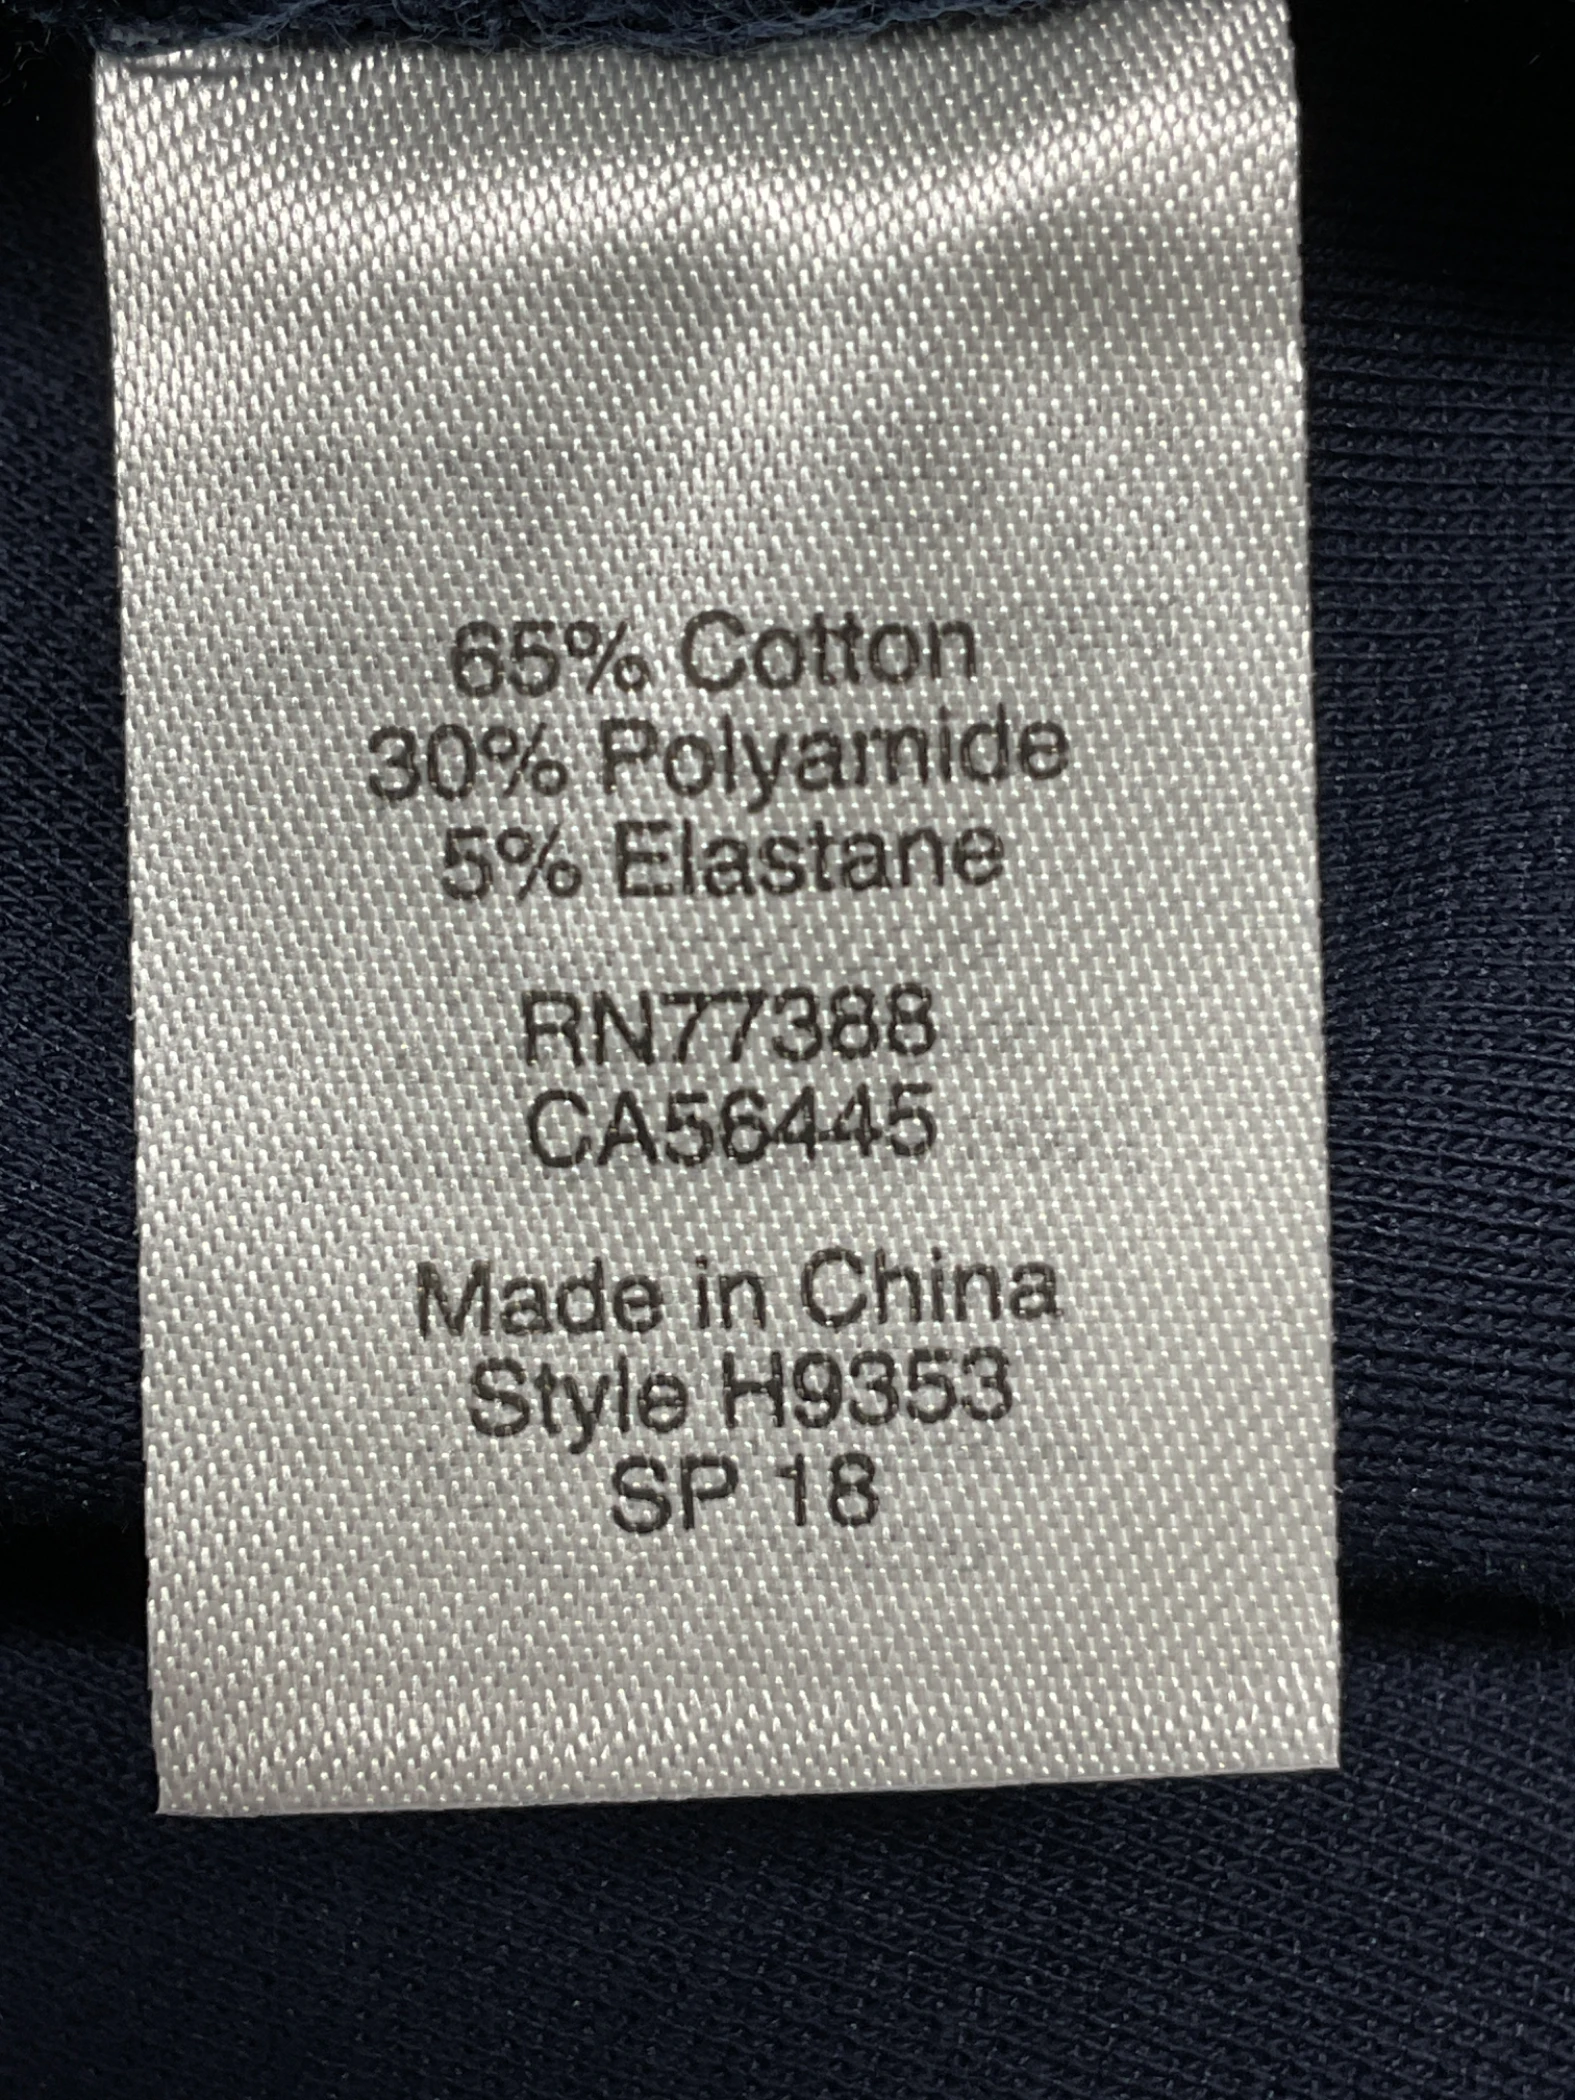 65% Cotton
30% Polyamide
5% Elastane
RN77388
CA56445
Made in China
Style H9353
SP 18